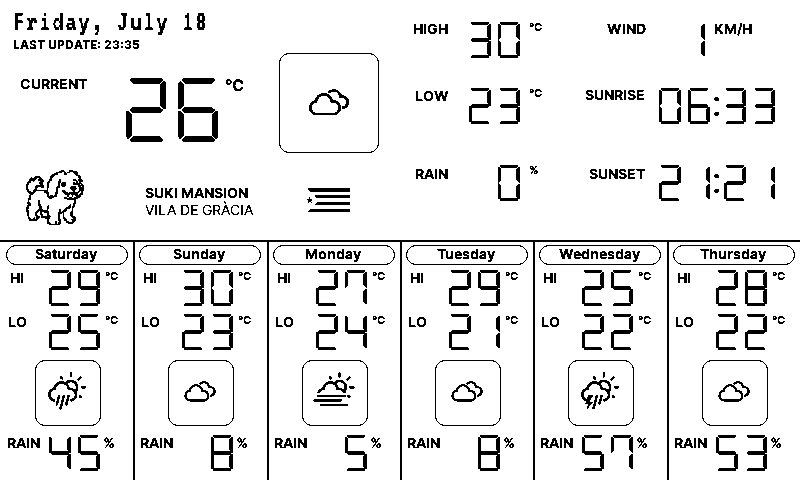 Friday, July 18
LAST UPDATE: 23:35
CURRENT 26 °C
HIGH 30 °C
LOW 23 °C
RAIN 0 %
WIND 1 KM/H
SUNRISE 06:33
SUNSET 21:21
SUKI MANSION
VILA DE GRÀCIA
Saturday
HI 29 °C
LO 25 °C
RAIN 45 %
Sunday
HI 30 °C
LO 23 °C
RAIN 8 %
Monday
HI 27 °C
LO 24 °C
RAIN 5 %
Tuesday
HI 29 °C
LO 21 °C
RAIN 8 %
Wednesday
HI 25 °C
LO 22 °C
RAIN 57 %
Thursday
HI 28 °C
LO 22 °C
RAIN 53 %